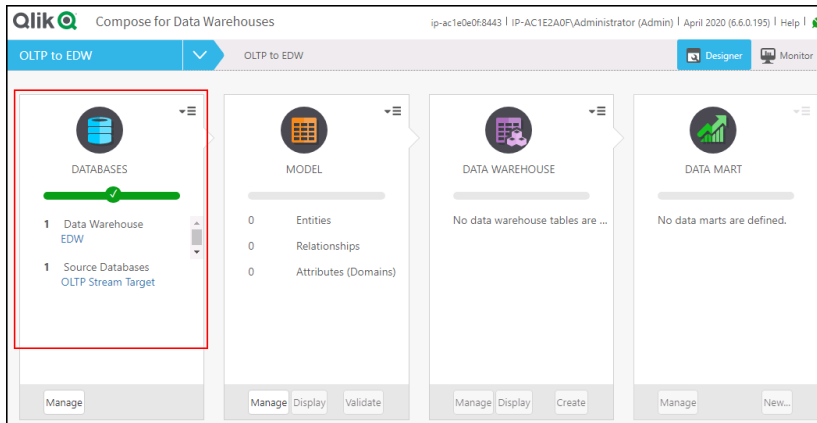 Qlik Q Compose for Data Warehouses
ip-ac1e0e0f:8443 | IP-AC1E2A0F\Administrator (Admin) | April 2020 (6.6.0.195) | Help |
OLTP to EDW
OLTP to EDW
Designer
Monitor
DATABASES
1 Data Warehouse
EDW
1 Source Databases
OLTP Stream Target
Manage
MODEL
0 Entities
0 Relationships
0 Attributes (Domains)
Manage Display Validate
DATA WAREHOUSE
No data warehouse tables are ...
Manage Display Create
DATA MART
No data marts are defined.
Manage New...